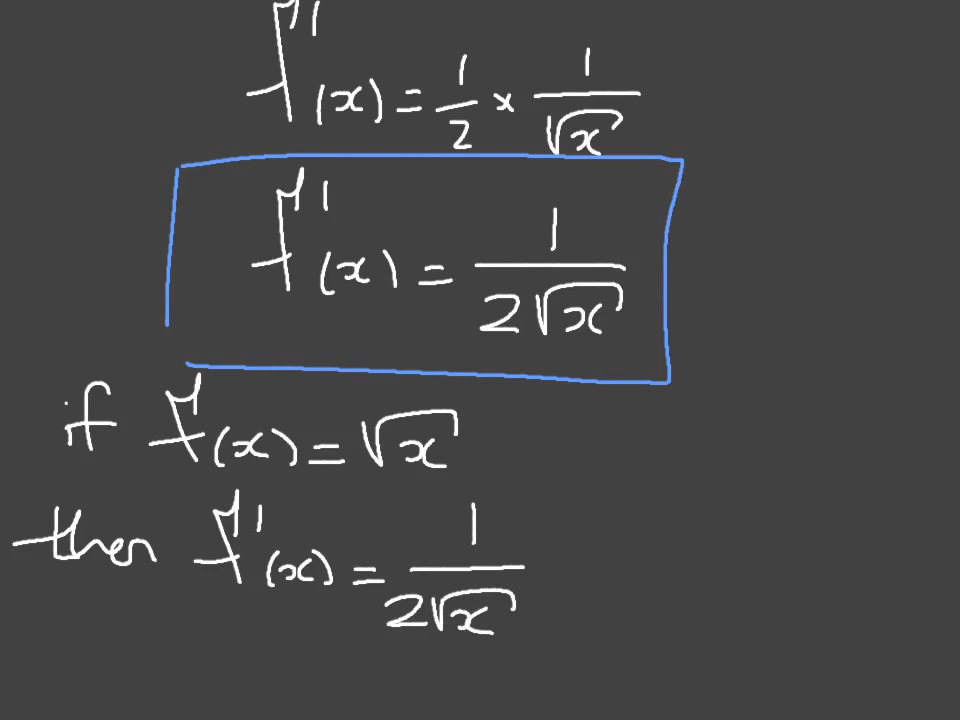 f'(x) = 1/2 × 1/√x
f'(x) = 1/(2√x)
if f(x) = √x
then f'(x) = 1/(2√x)